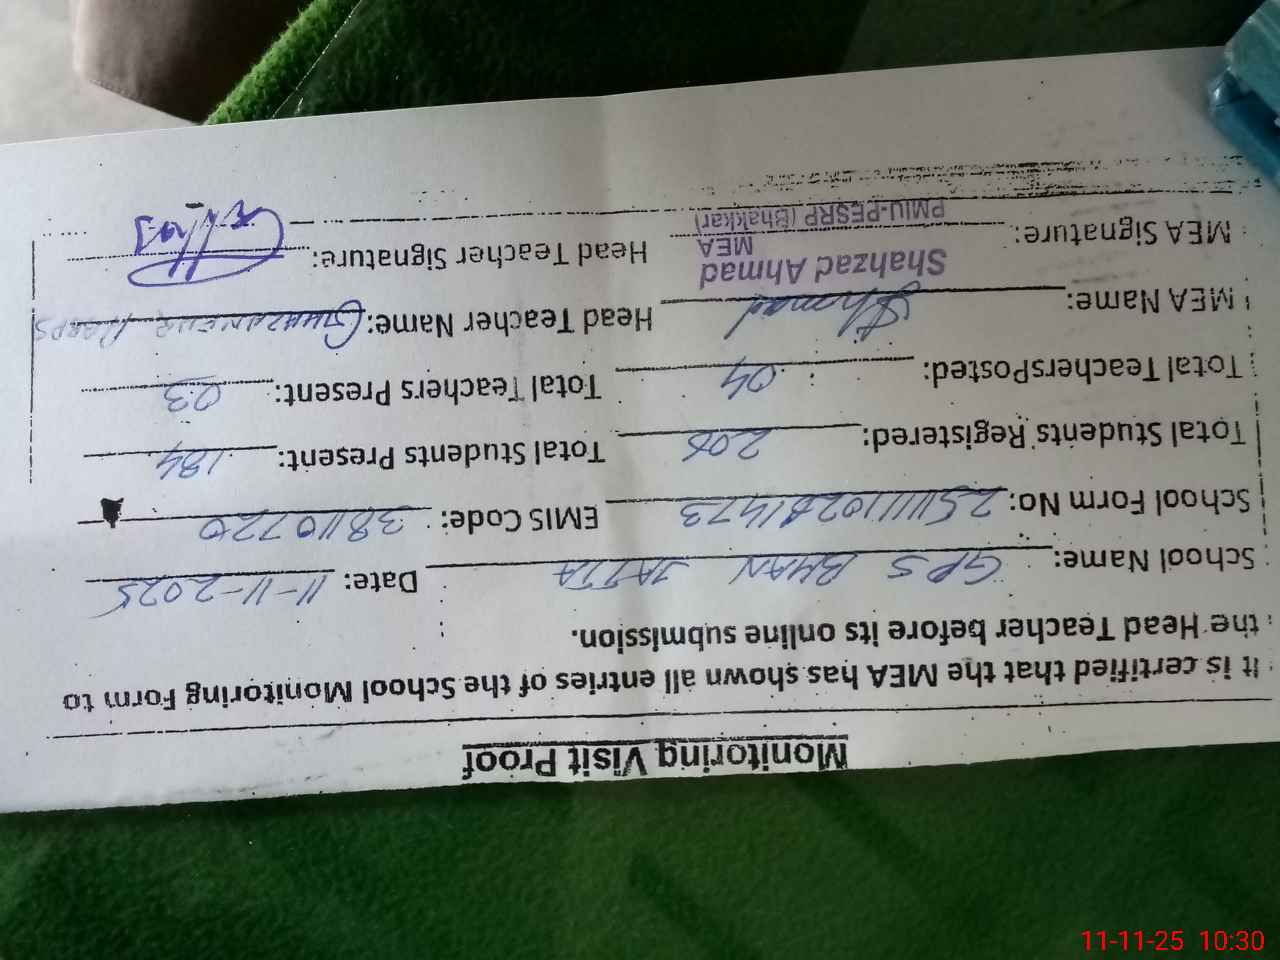 Monitoring Visit Proof
It is certified that the MEA has shown all entries of the School Monitoring Form to
the Head Teacher before its online submission.
School Name: GPS BHAN JATTA Date: 11-11-2025
School Form No: 25111110281473 EMIS Code: 38110720
Total Students Registered: 208 Total Students Present: 184
Total TeachersPosted: 04 Total Teachers Present: 03
MEA Name: Head Teacher Name:
Ahmad
Shahzad Ahmad
MEA
MEA Signature: Head Teacher Signature:
PMIU-PESRP (Bhakkar)
11-11-25 10:30